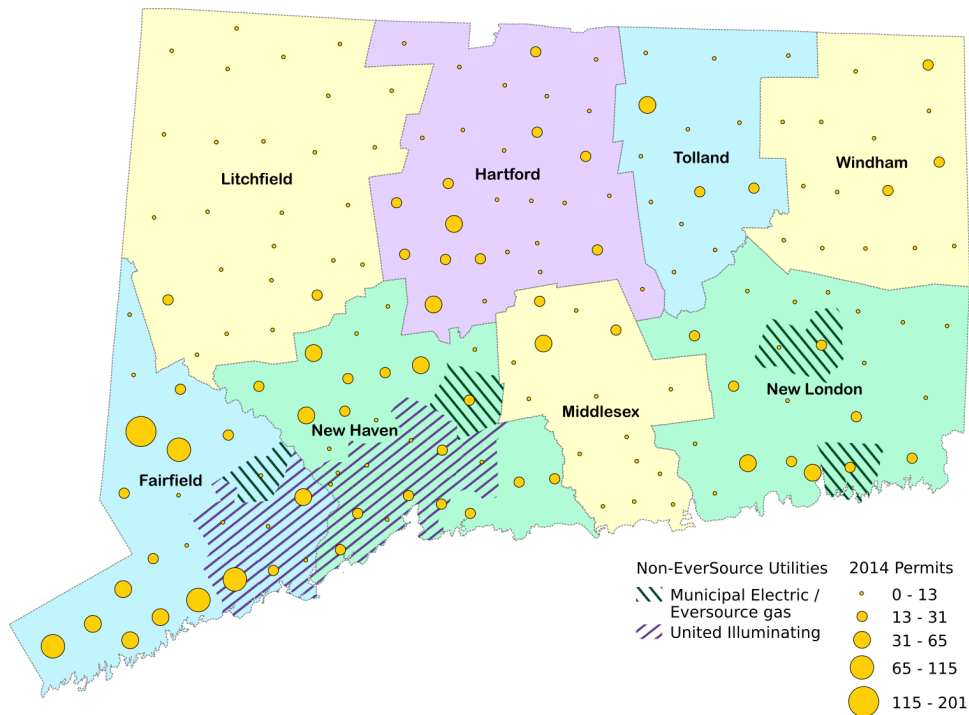 Litchfield
Hartford
Tolland
Windham
New London
Middlesex
New Haven
Fairfield
Non-EverSource Utilities
Municipal Electric /
Eversource gas
United Illuminating
2014 Permits
0 - 13
13 - 31
31 - 65
65 - 115
115 - 201